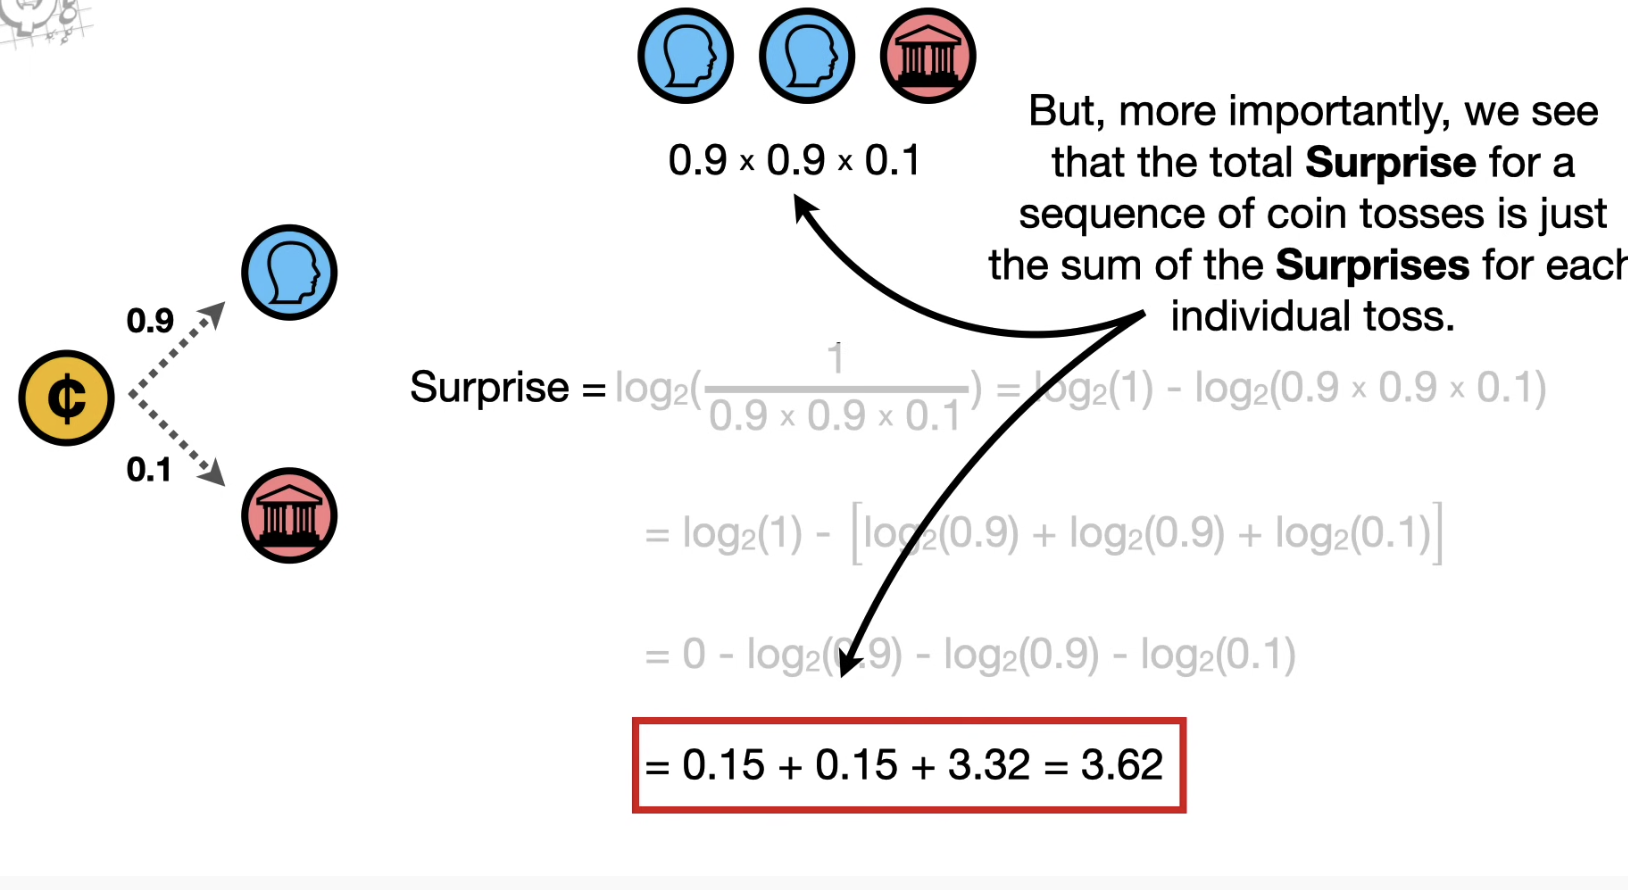 0.9 x 0.9 x 0.1
But, more importantly, we see
that the total Surprise for a
sequence of coin tosses is just
the sum of the Surprises for each
individual toss.
¢
0.9
0.1
Surprise = log₂(1 / 0.9 x 0.9 x 0.1) = log₂(1) - log₂(0.9 x 0.9 x 0.1)
= log₂(1) - [log₂(0.9) + log₂(0.9) + log₂(0.1)]
= 0 - log₂(0.9) - log₂(0.9) - log₂(0.1)
= 0.15 + 0.15 + 3.32 = 3.62